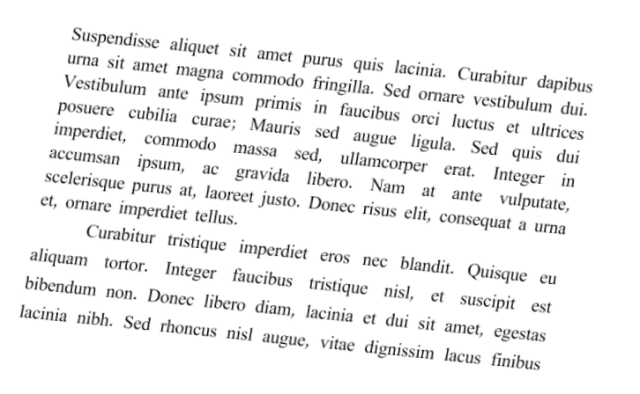 Suspendisse aliquet sit amet purus quis lacinia. Curabitur dapibus
urna sit amet magna commodo fringilla. Sed ornare vestibulum dui.
Vestibulum ante ipsum primis in faucibus orci luctus et ultrices
posuere cubilia curae; Mauris sed augue ligula. Sed quis dui
imperdiet, commodo massa sed, ullamcorper erat. Integer in
accumsan ipsum, ac gravida libero. Nam at ante vulputate,
scelerisque purus at, laoreet justo. Donec risus elit, consequat a urna
et, ornare imperdiet tellus.
Curabitur tristique imperdiet eros nec blandit. Quisque eu
aliquam tortor. Integer faucibus tristique nisl, et suscipit est
bibendum non. Donec libero diam, lacinia et dui sit amet, egestas
lacinia nibh. Sed rhoncus nisl augue, vitae dignissim lacus finibus